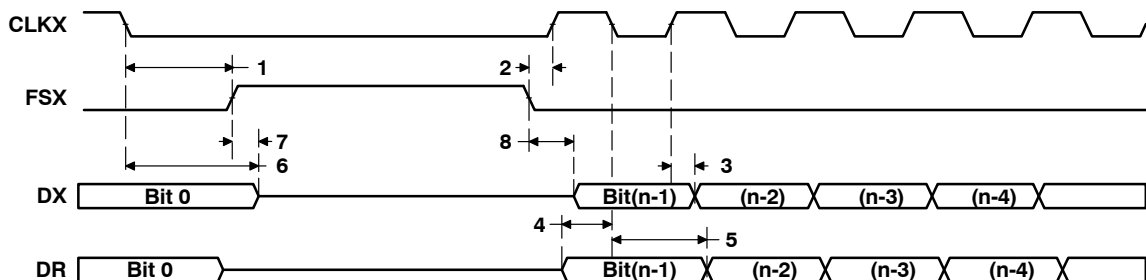 CLKX
1
2
FSX
7
8
6
3
DX
Bit 0
Bit(n-1)
(n-2)
(n-3)
(n-4)
4
5
DR
Bit 0
Bit(n-1)
(n-2)
(n-3)
(n-4)